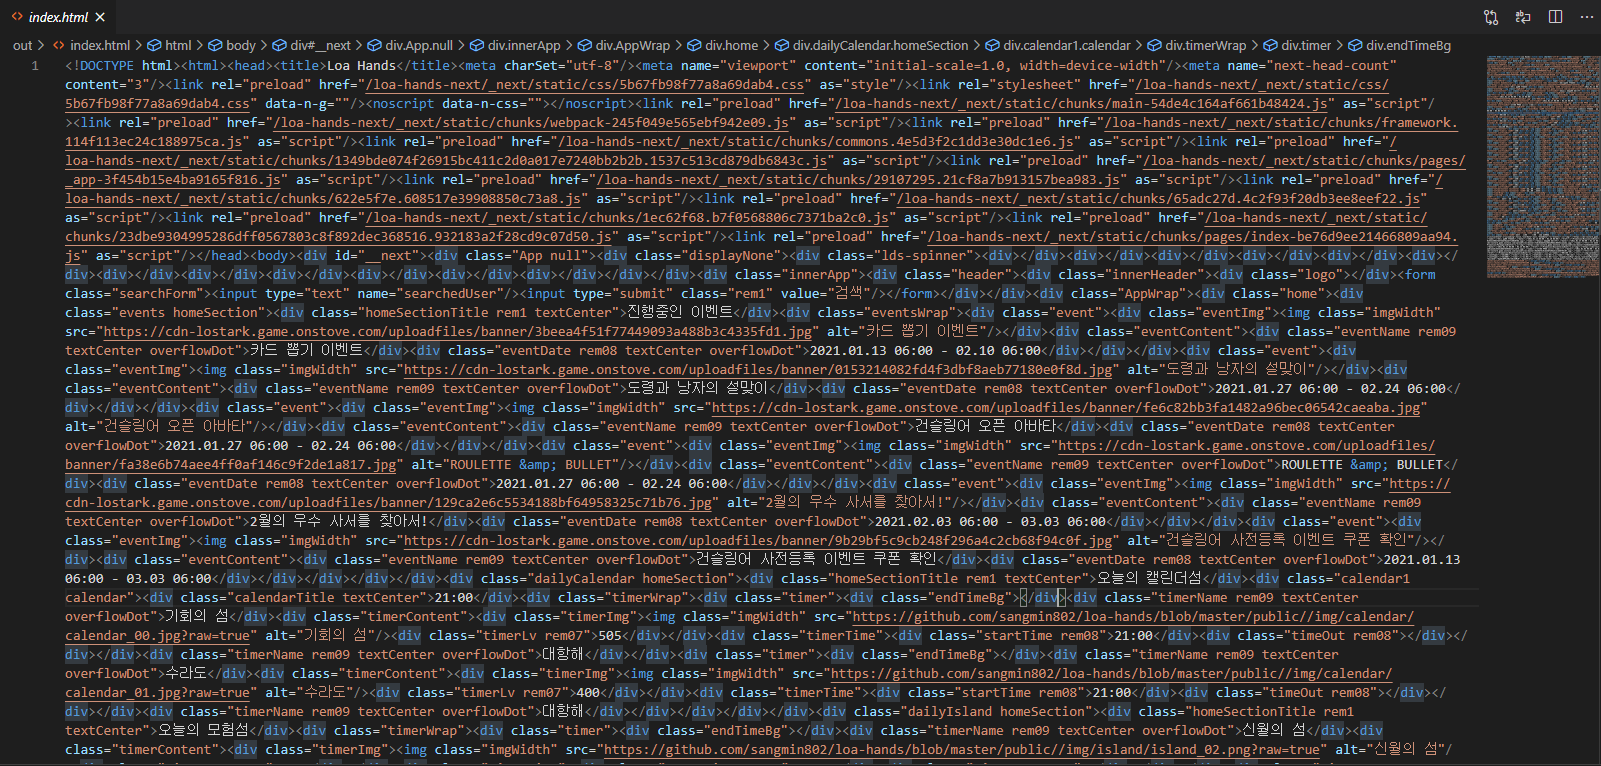 index.html
out > index.html > html > body > div#__next > div.App.null > div.innerApp > div.AppWrap > div.home > div.dailyCalendar.homeSection > div.calendar1.calendar > div.timerWrap > div.timer > div.endTimeBg
1 <!DOCTYPE html><html><head><title>Loa Hands</title><meta charSet="utf-8"/><meta name="viewport" content="initial-scale=1.0, width=device-width"/><meta name="next-head-count"
content="3"/><link rel="preload" href="/loa-hands-next/_next/static/css/5b67fb98f77a8a69dab4.css" as="style"/><link rel="stylesheet" href="/loa-hands-next/_next/static/css/
5b67fb98f77a8a69dab4.css" data-n-g=""/><noscript data-n-css=""></noscript><link rel="preload" href="/loa-hands-next/_next/static/chunks/main-54de4c164af661b48424.js" as="script"/
><link rel="preload" href="/loa-hands-next/_next/static/chunks/webpack-245f049e565ebf942e09.js" as="script"/><link rel="preload" href="/loa-hands-next/_next/static/chunks/framework.
114f113ec24c188975ca.js" as="script"/><link rel="preload" href="/loa-hands-next/_next/static/chunks/commons.4e5d3f2c1dd3e30dc1e6.js" as="script"/><link rel="preload" href="/
loa-hands-next/_next/static/chunks/1349bde074f26915bc411c2d0a017e7240bb2b2b.1537c513cd879db6843c.js" as="script"/><link rel="preload" href="/loa-hands-next/_next/static/chunks/pages/
_app-3f454b15e4ba9165f816.js" as="script"/><link rel="preload" href="/loa-hands-next/_next/static/chunks/29107295.21cf8a7b913157bea983.js" as="script"/><link rel="preload" href="/
loa-hands-next/_next/static/chunks/622e5f7e.608517e39908850c73a8.js" as="script"/><link rel="preload" href="/loa-hands-next/_next/static/chunks/65adc27d.4c2f93f20db3ee8eef22.js"
as="script"/><link rel="preload" href="/loa-hands-next/_next/static/chunks/1ec62f68.b7f0568806c7371ba2c0.js" as="script"/><link rel="preload" href="/loa-hands-next/_next/static/
chunks/23dbe9304995286dff0567803c8f892dec368516.932183a2f28cd9c07d50.js" as="script"/><link rel="preload" href="/loa-hands-next/_next/static/chunks/pages/index-be76d9ee21466809aa94.
js" as="script"/></head><body><div id="__next"><div class="App null"><div class="displayNone"><div class="lds-spinner"><div></div><div></div><div></div><div></div><div></div><div></
div><div></div><div></div><div></div><div></div><div></div><div></div></div></div><div class="innerApp"><div class="header"><div class="innerHeader"><div class="logo"></div><form
class="searchForm"><input type="text" name="searchedUser"/><input type="submit" class="rem1" value="검색"/></form></div></div><div class="AppWrap"><div class="home"><div
class="events homeSection"><div class="homeSectionTitle rem1 textCenter">진행중인 이벤트</div><div class="eventsWrap"><div class="event"><div class="eventImg"><img class="imgWidth"
src="https://cdn-lostark.game.onstove.com/uploadfiles/banner/3beea4f51f77449093a488b3c4335fd1.jpg" alt="카드 뽑기 이벤트"/></div><div class="eventContent"><div class="eventName rem09
textCenter overflowDot">카드 뽑기 이벤트</div><div class="eventDate rem08 textCenter overflowDot">2021.01.13 06:00 - 02.10 06:00</div></div></div><div class="event"><div
class="eventImg"><img class="imgWidth" src="https://cdn-lostark.game.onstove.com/uploadfiles/banner/0153214082fd4f3dbf8aeb77180e0f8d.jpg" alt="도령과 낭자의 설맞이"/></div><div
class="eventContent"><div class="eventName rem09 textCenter overflowDot">도령과 낭자의 설맞이</div><div class="eventDate rem08 textCenter overflowDot">2021.01.27 06:00 - 02.24 06:00</
div></div></div><div class="event"><div class="eventImg"><img class="imgWidth" src="https://cdn-lostark.game.onstove.com/uploadfiles/banner/fe6c82bb3fa1482a96bec06542caeaba.jpg"
alt="건슬링어 오픈 아바타"/></div><div class="eventContent"><div class="eventName rem09 textCenter overflowDot">건슬링어 오픈 아바타</div><div class="eventDate rem08 textCenter
overflowDot">2021.01.27 06:00 - 02.24 06:00</div></div></div><div class="event"><div class="eventImg"><img class="imgWidth" src="https://cdn-lostark.game.onstove.com/uploadfiles/
banner/fa38e6b74aee4ff0af146c9f2de1a817.jpg" alt="ROULETTE &amp; BULLET"/></div><div class="eventContent"><div class="eventName rem09 textCenter overflowDot">ROULETTE &amp; BULLET</
div><div class="eventDate rem08 textCenter overflowDot">2021.01.27 06:00 - 02.24 06:00</div></div></div><div class="event"><div class="eventImg"><img class="imgWidth" src="https://
cdn-lostark.game.onstove.com/uploadfiles/banner/129ca2e6c5534188bf64958325c71b76.jpg" alt="2월의 우수 사서를 찾아서!"/></div><div class="eventContent"><div class="eventName rem09
textCenter overflowDot">2월의 우수 사서를 찾아서!</div><div class="eventDate rem08 textCenter overflowDot">2021.02.03 06:00 - 03.03 06:00</div></div></div><div class="event"><div
class="eventImg"><img class="imgWidth" src="https://cdn-lostark.game.onstove.com/uploadfiles/banner/9b29bf5c9cb248f296a4c2cb68f94c0f.jpg" alt="건슬링어 사전등록 이벤트 쿠폰 확인"/></
div><div class="eventContent"><div class="eventName rem09 textCenter overflowDot">건슬링어 사전등록 이벤트 쿠폰 확인</div><div class="eventDate rem08 textCenter overflowDot">2021.01.13
06:00 - 03.03 06:00</div></div></div></div></div><div class="dailyCalendar homeSection"><div class="homeSectionTitle rem1 textCenter">오늘의 캘린더섬</div><div class="calendar1
calendar"><div class="calendarTitle textCenter">21:00</div><div class="timerWrap"><div class="timer"><div class="endTimeBg"></div><div class="timerName rem09 textCenter
overflowDot">기회의 섬</div><div class="timerContent"><div class="timerImg"><img class="imgWidth" src="https://github.com/sangmin802/loa-hands/blob/master/public//img/calendar/
calendar_00.jpg?raw=true" alt="기회의 섬"/><div class="timerLv rem07">505</div></div><div class="timerTime"><div class="startTime rem08">21:00</div><div class="timeOut rem08"></div></
div></div><div class="timerName rem09 textCenter overflowDot">대항해</div></div><div class="timer"><div class="endTimeBg"></div><div class="timerName rem09 textCenter
overflowDot">수라도</div><div class="timerContent"><div class="timerImg"><img class="imgWidth" src="https://github.com/sangmin802/loa-hands/blob/master/public//img/calendar/
calendar_01.jpg?raw=true" alt="수라도"/><div class="timerLv rem07">400</div></div><div class="timerTime"><div class="startTime rem08">21:00</div><div class="timeOut rem08"></div></
div></div><div class="timerName rem09 textCenter overflowDot">대항해</div></div></div></div></div><div class="dailyIsland homeSection"><div class="homeSectionTitle rem1
textCenter">오늘의 모험섬</div><div class="timerWrap"><div class="timer"><div class="endTimeBg"></div><div class="timerName rem09 textCenter overflowDot">신월의 섬</div><div
class="timerContent"><div class="timerImg"><img class="imgWidth" src="https://github.com/sangmin802/loa-hands/blob/master/public//img/island/island_02.png?raw=true" alt="신월의 섬"/